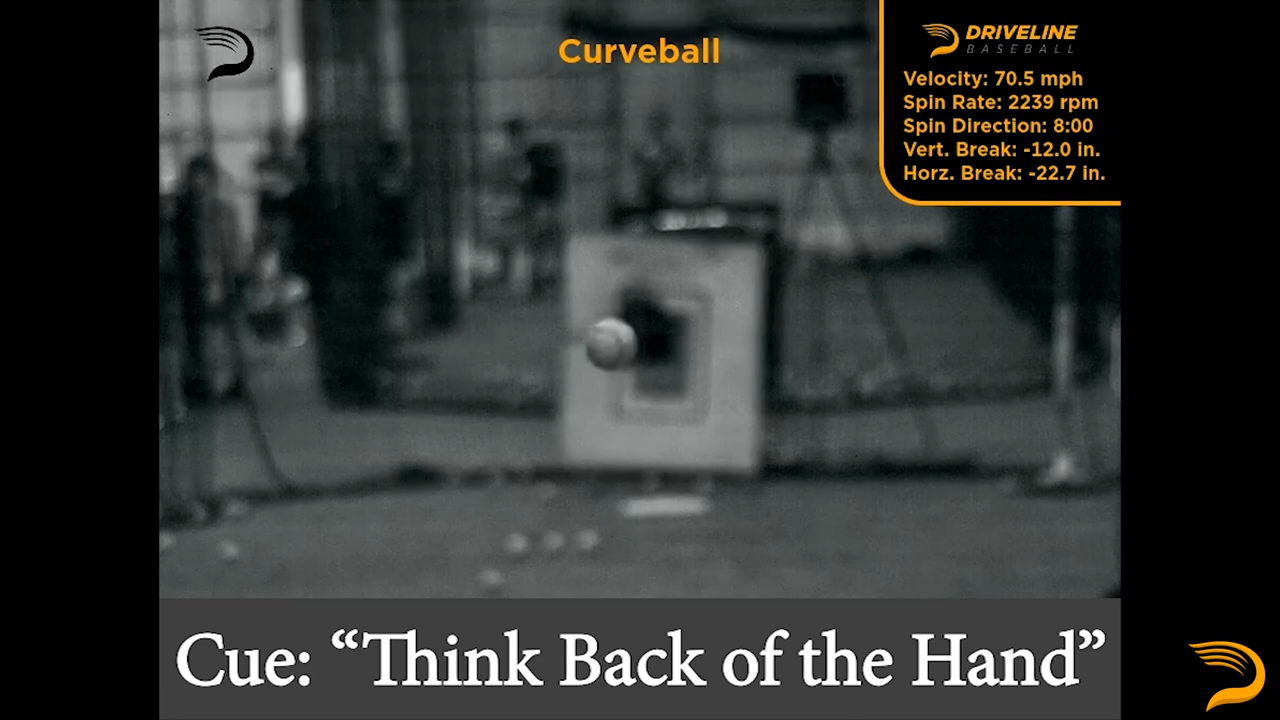 Curveball
DRIVELINE
BASEBALL
Velocity: 70.5 mph
Spin Rate: 2239 rpm
Spin Direction: 8:00
Vert. Break: -12.0 in.
Horz. Break: -22.7 in.
Cue: “Think Back of the Hand”